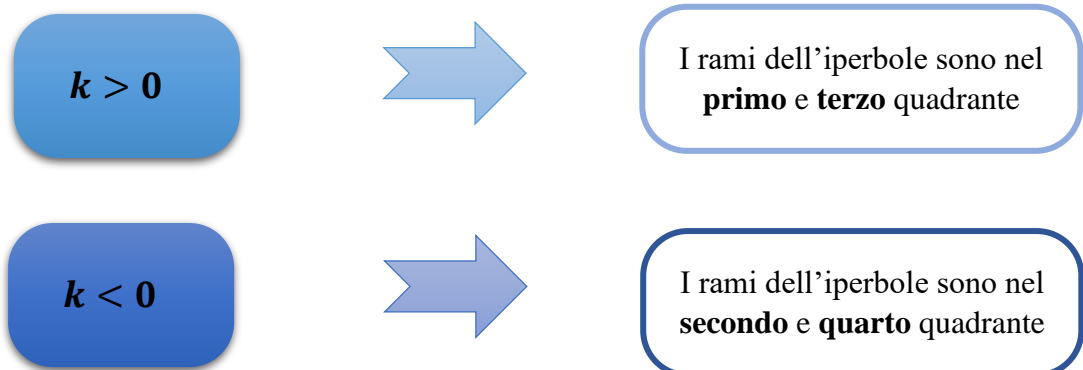 k > 0
I rami dell’iperbole sono nel
primo e terzo quadrante
k < 0
I rami dell’iperbole sono nel
secondo e quarto quadrante